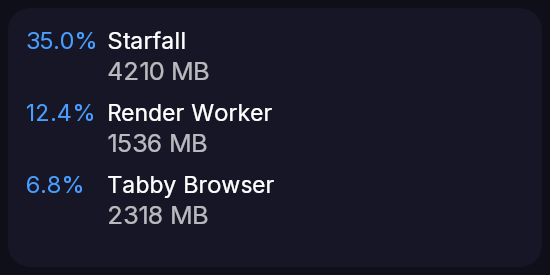 35.0% Starfall
4210 MB
12.4% Render Worker
1536 MB
6.8% Tabby Browser
2318 MB